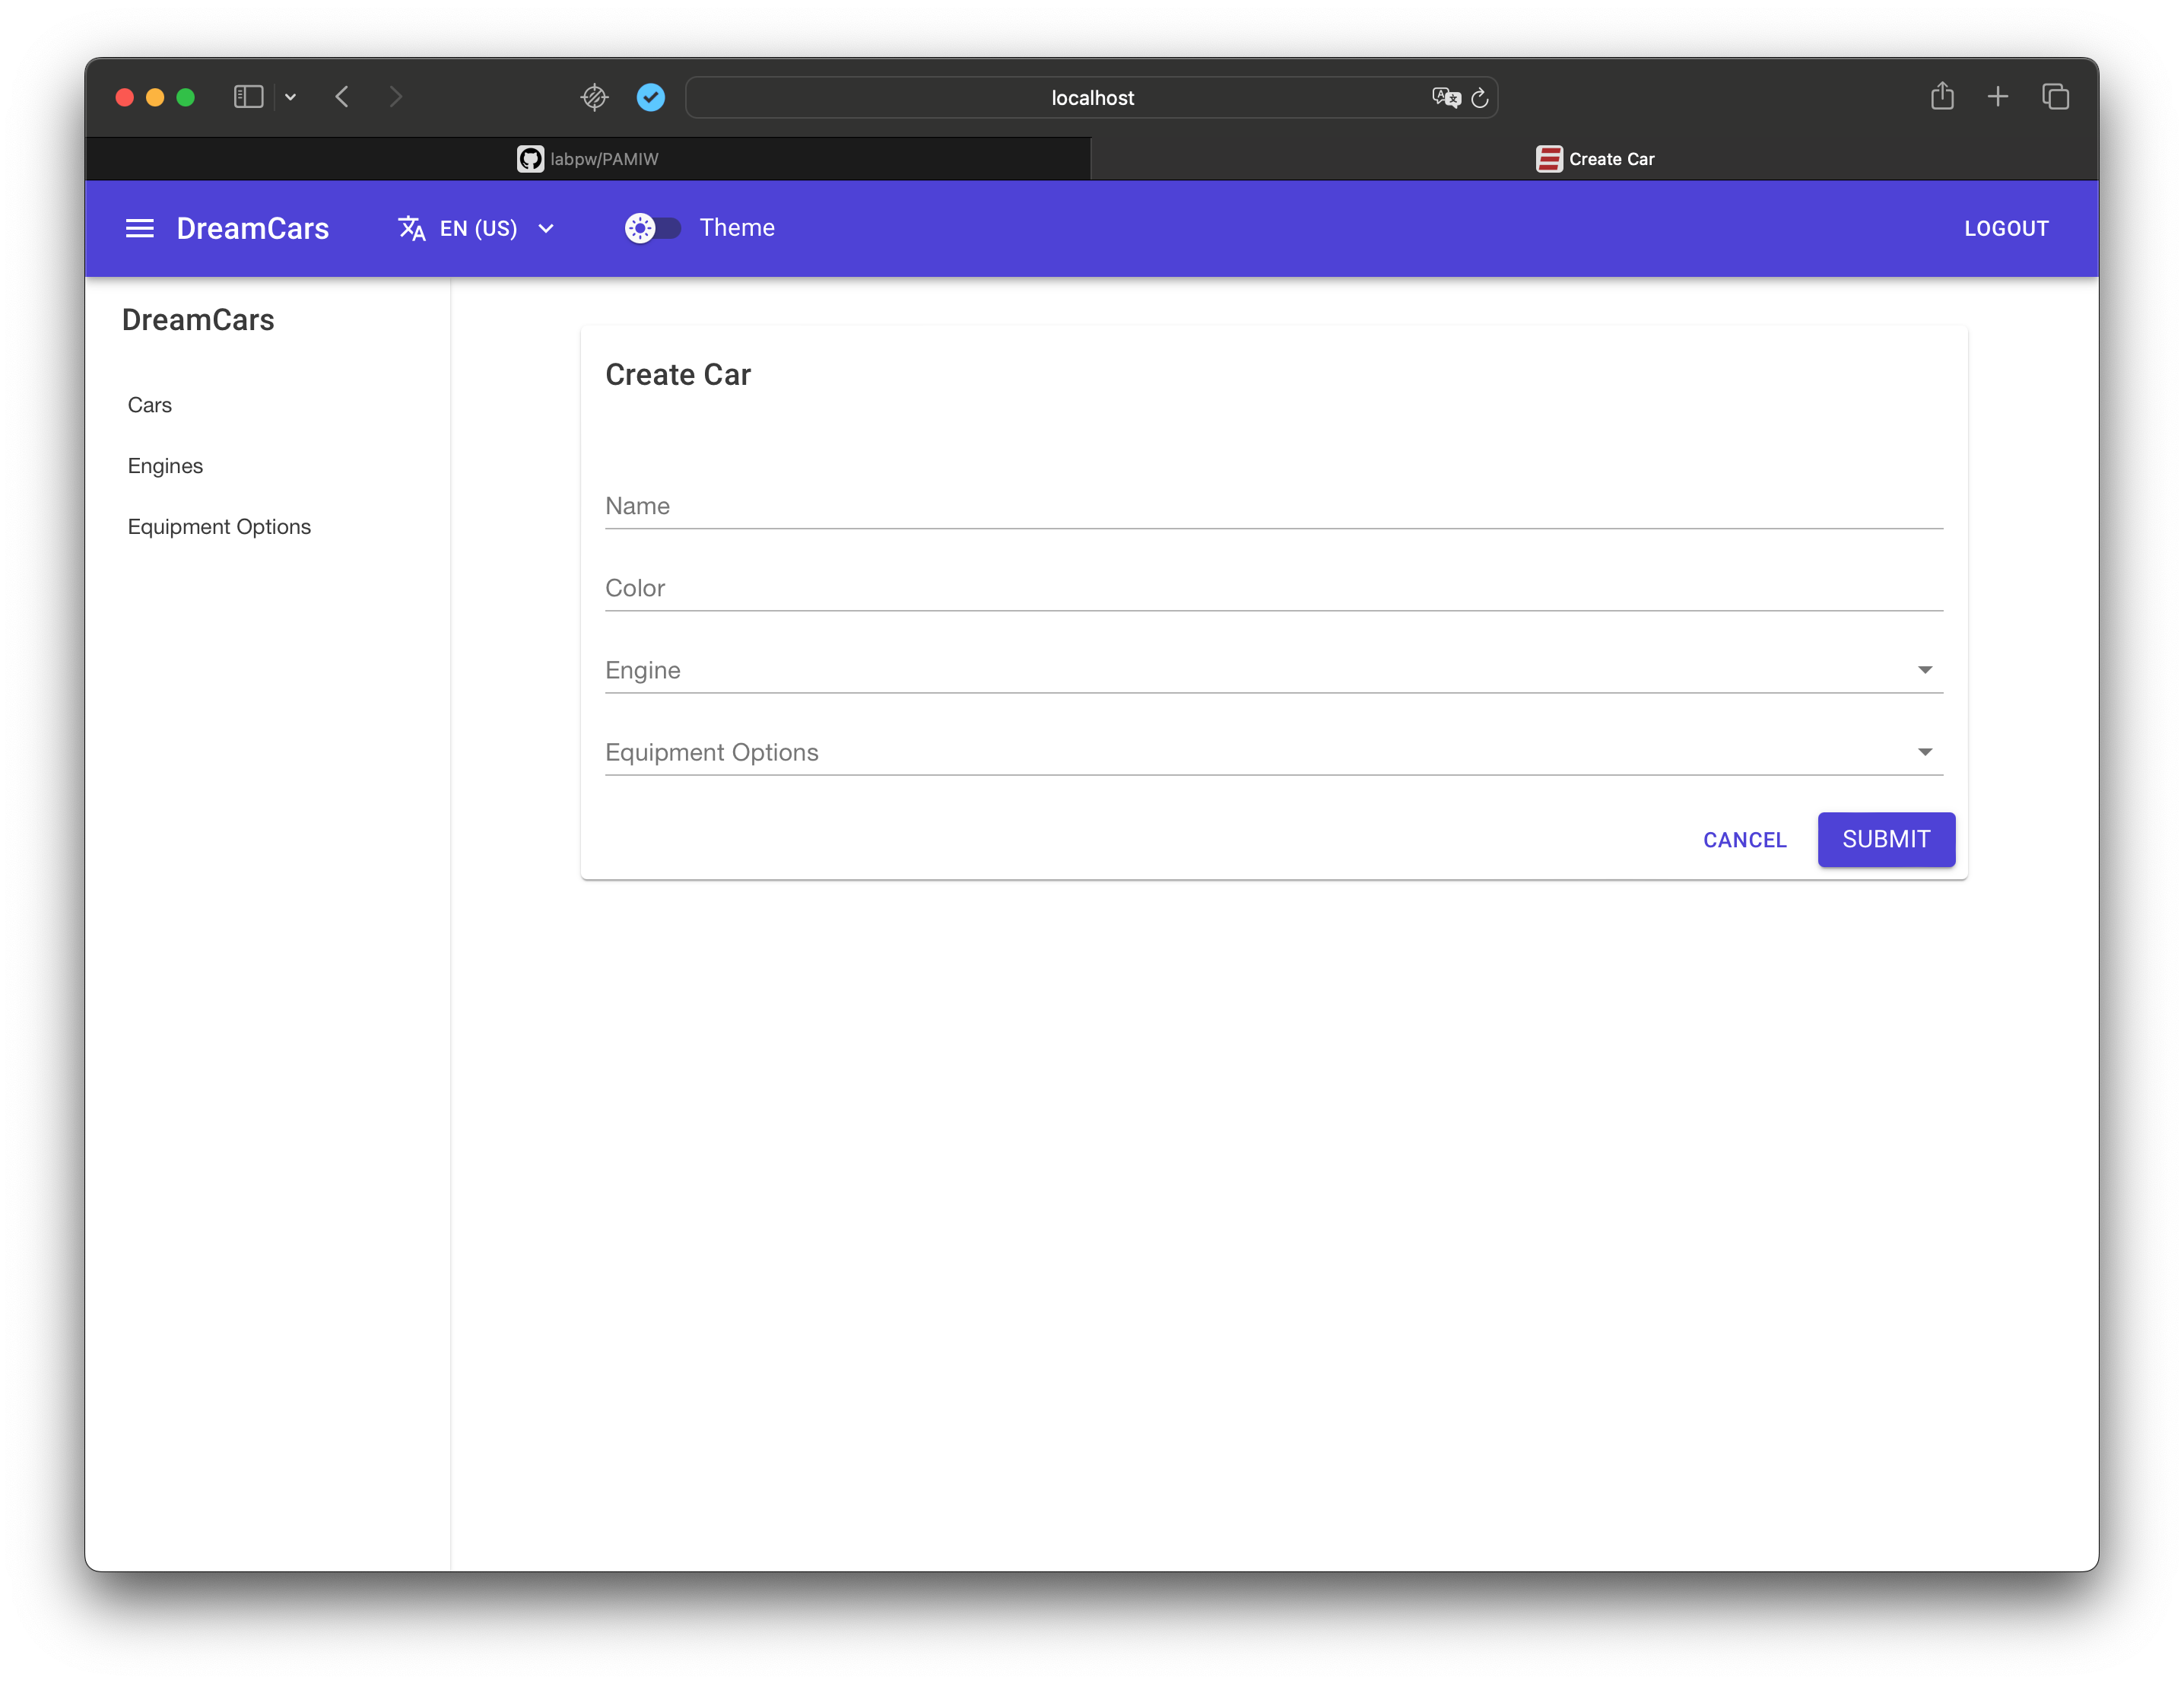 localhost
labpw/PAMIW
Create Car
DreamCars
EN (US)
Theme
LOGOUT
DreamCars
Cars
Engines
Equipment Options
Create Car
Name
Color
Engine
Equipment Options
CANCEL
SUBMIT